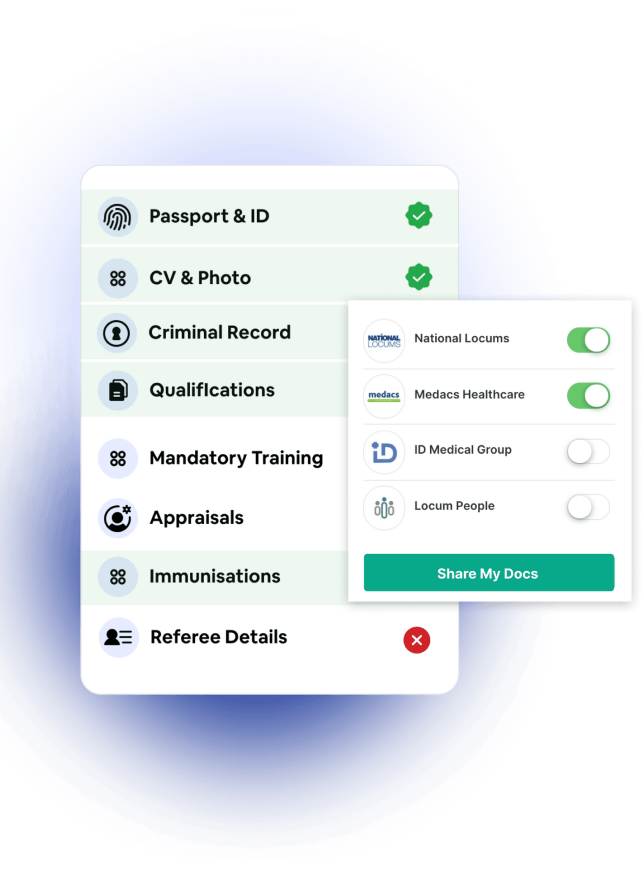 Passport & ID
CV & Photo
Criminal Record
Qualifications
Mandatory Training
Appraisals
Immunisations
Referee Details
NATIONAL
LOCUMS
National Locums
medacs
Medacs Healthcare
iD
ID Medical Group
Locum People
Share My Docs